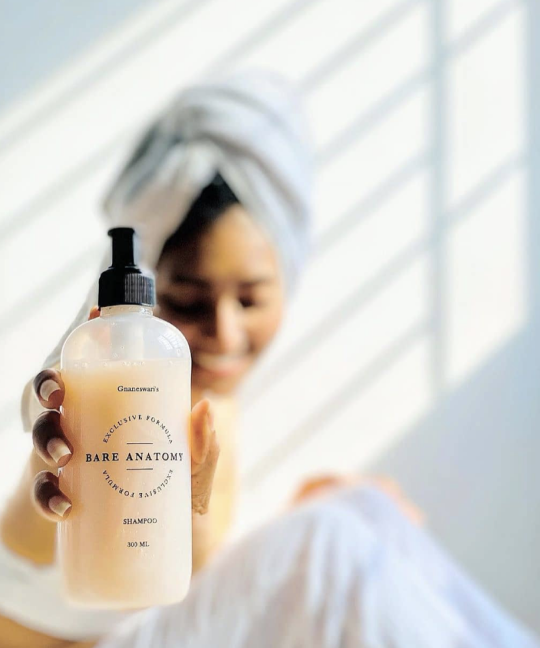 Gnaneswari's
EXCLUSIVE FORMULA
BARE ANATOMY
EXCLUSIVE FORMULA
SHAMPOO
300 ML